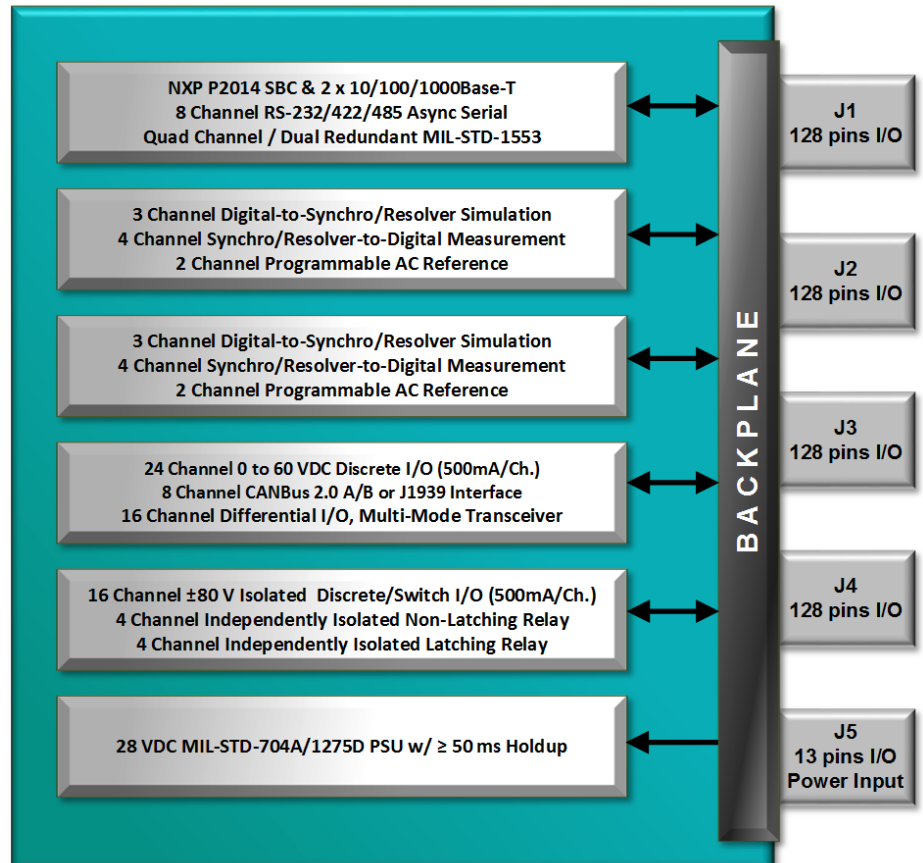 NXP P2014 SBC & 2 x 10/100/1000Base-T
8 Channel RS-232/422/485 Async Serial
Quad Channel / Dual Redundant MIL-STD-1553
3 Channel Digital-to-Synchro/Resolver Simulation
4 Channel Synchro/Resolver-to-Digital Measurement
2 Channel Programmable AC Reference
3 Channel Digital-to-Synchro/Resolver Simulation
4 Channel Synchro/Resolver-to-Digital Measurement
2 Channel Programmable AC Reference
24 Channel 0 to 60 VDC Discrete I/O (500mA/Ch.)
8 Channel CANBus 2.0 A/B or J1939 Interface
16 Channel Differential I/O, Multi-Mode Transceiver
16 Channel ±80 V Isolated Discrete/Switch I/O (500mA/Ch.)
4 Channel Independently Isolated Non-Latching Relay
4 Channel Independently Isolated Latching Relay
28 VDC MIL-STD-704A/1275D PSU w/ ≥ 50 ms Holdup
BACKPLANE
J1
128 pins I/O
J2
128 pins I/O
J3
128 pins I/O
J4
128 pins I/O
J5
13 pins I/O
Power Input